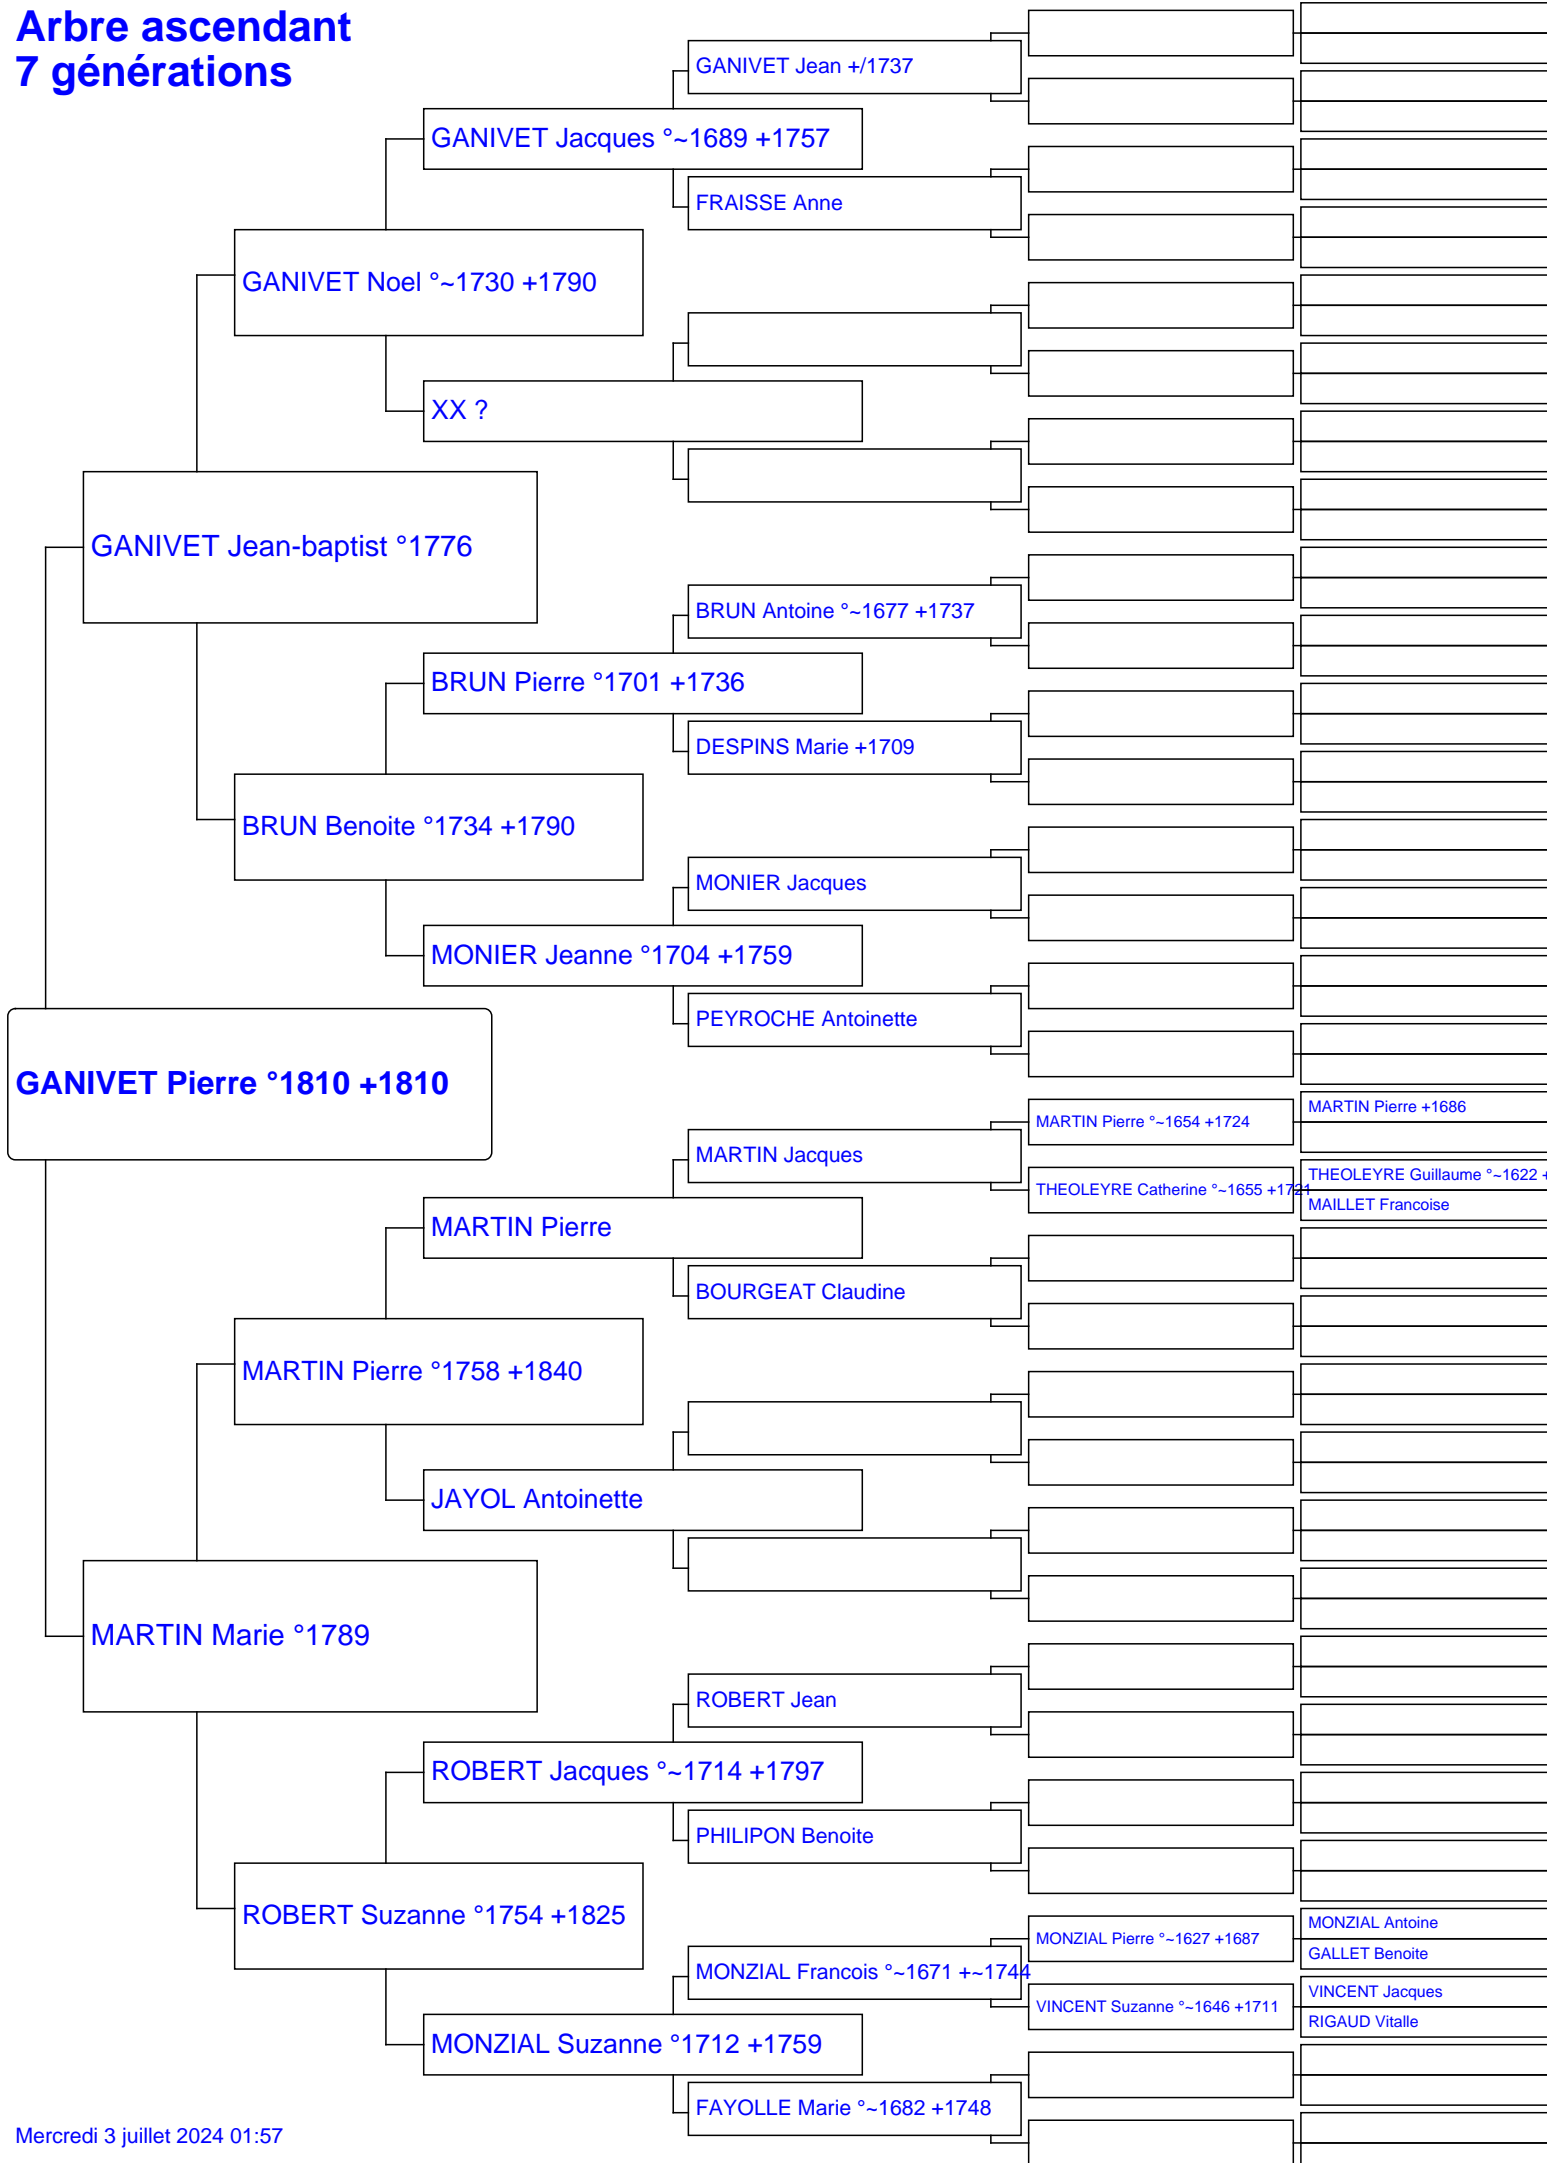 Arbre ascendant
7 générations
GANIVET Jean +/1737
GANIVET Jacques °~1689 +1757
FRAISSE Anne
GANIVET Noel °~1730 +1790
XX ?
GANIVET Jean-baptist °1776
BRUN Antoine °~1677 +1737
BRUN Pierre °1701 +1736
DESPINS Marie +1709
BRUN Benoite °1734 +1790
MONIER Jacques
MONIER Jeanne °1704 +1759
PEYROCHE Antoinette
GANIVET Pierre °1810 +1810
MARTIN Pierre +1686
MARTIN Pierre °~1654 +1724
MARTIN Jacques
THEOLEYRE Guillaume °~1622 +
THEOLEYRE Catherine °~1655 +1721
MAILLET Francoise
MARTIN Pierre
BOURGEAT Claudine
MARTIN Pierre °1758 +1840
JAYOL Antoinette
MARTIN Marie °1789
ROBERT Jean
ROBERT Jacques °~1714 +1797
PHILIPON Benoite
ROBERT Suzanne °1754 +1825
MONZIAL Antoine
MONZIAL Pierre °~1627 +1687
GALLET Benoite
MONZIAL Francois °~1671 +~1744
VINCENT Jacques
VINCENT Suzanne °~1646 +1711
RIGAUD Vitalle
MONZIAL Suzanne °1712 +1759
FAYOLLE Marie °~1682 +1748
Mercredi 3 juillet 2024 01:57